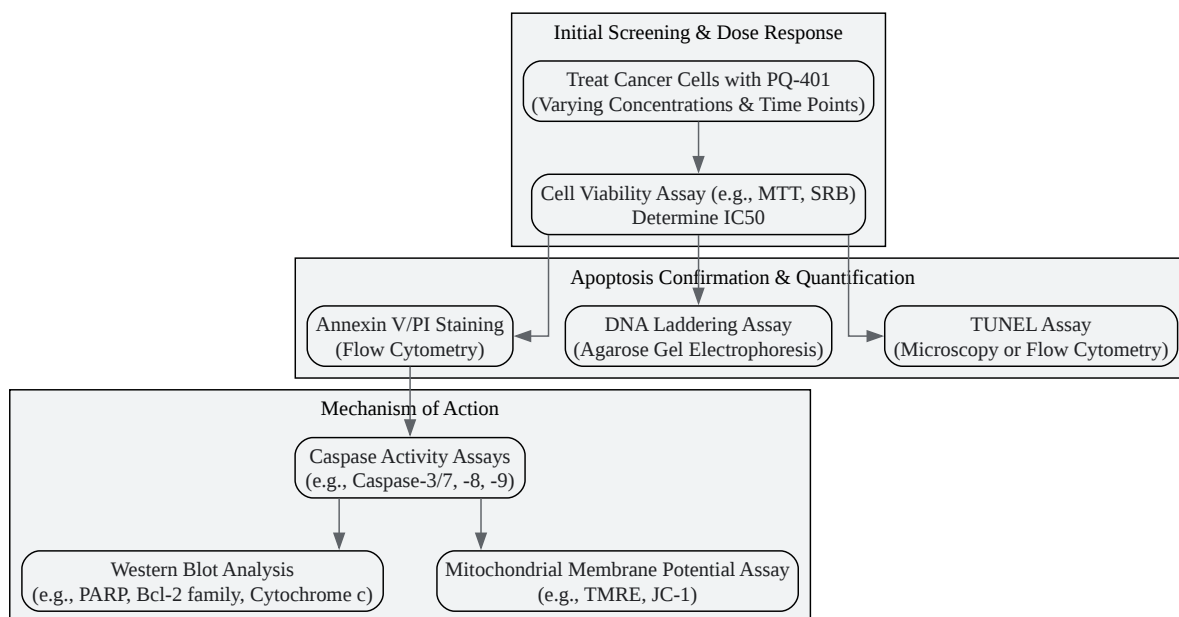 Initial Screening & Dose Response
Treat Cancer Cells with PQ-401
(Varying Concentrations & Time Points)
Cell Viability Assay (e.g., MTT, SRB)
Determine IC50
Apoptosis Confirmation & Quantification
Annexin V/PI Staining
(Flow Cytometry)
DNA Laddering Assay
(Agarose Gel Electrophoresis)
TUNEL Assay
(Microscopy or Flow Cytometry)
Mechanism of Action
Caspase Activity Assays
(e.g., Caspase-3/7, -8, -9)
Western Blot Analysis
(e.g., PARP, Bcl-2 family, Cytochrome c)
Mitochondrial Membrane Potential Assay
(e.g., TMRE, JC-1)